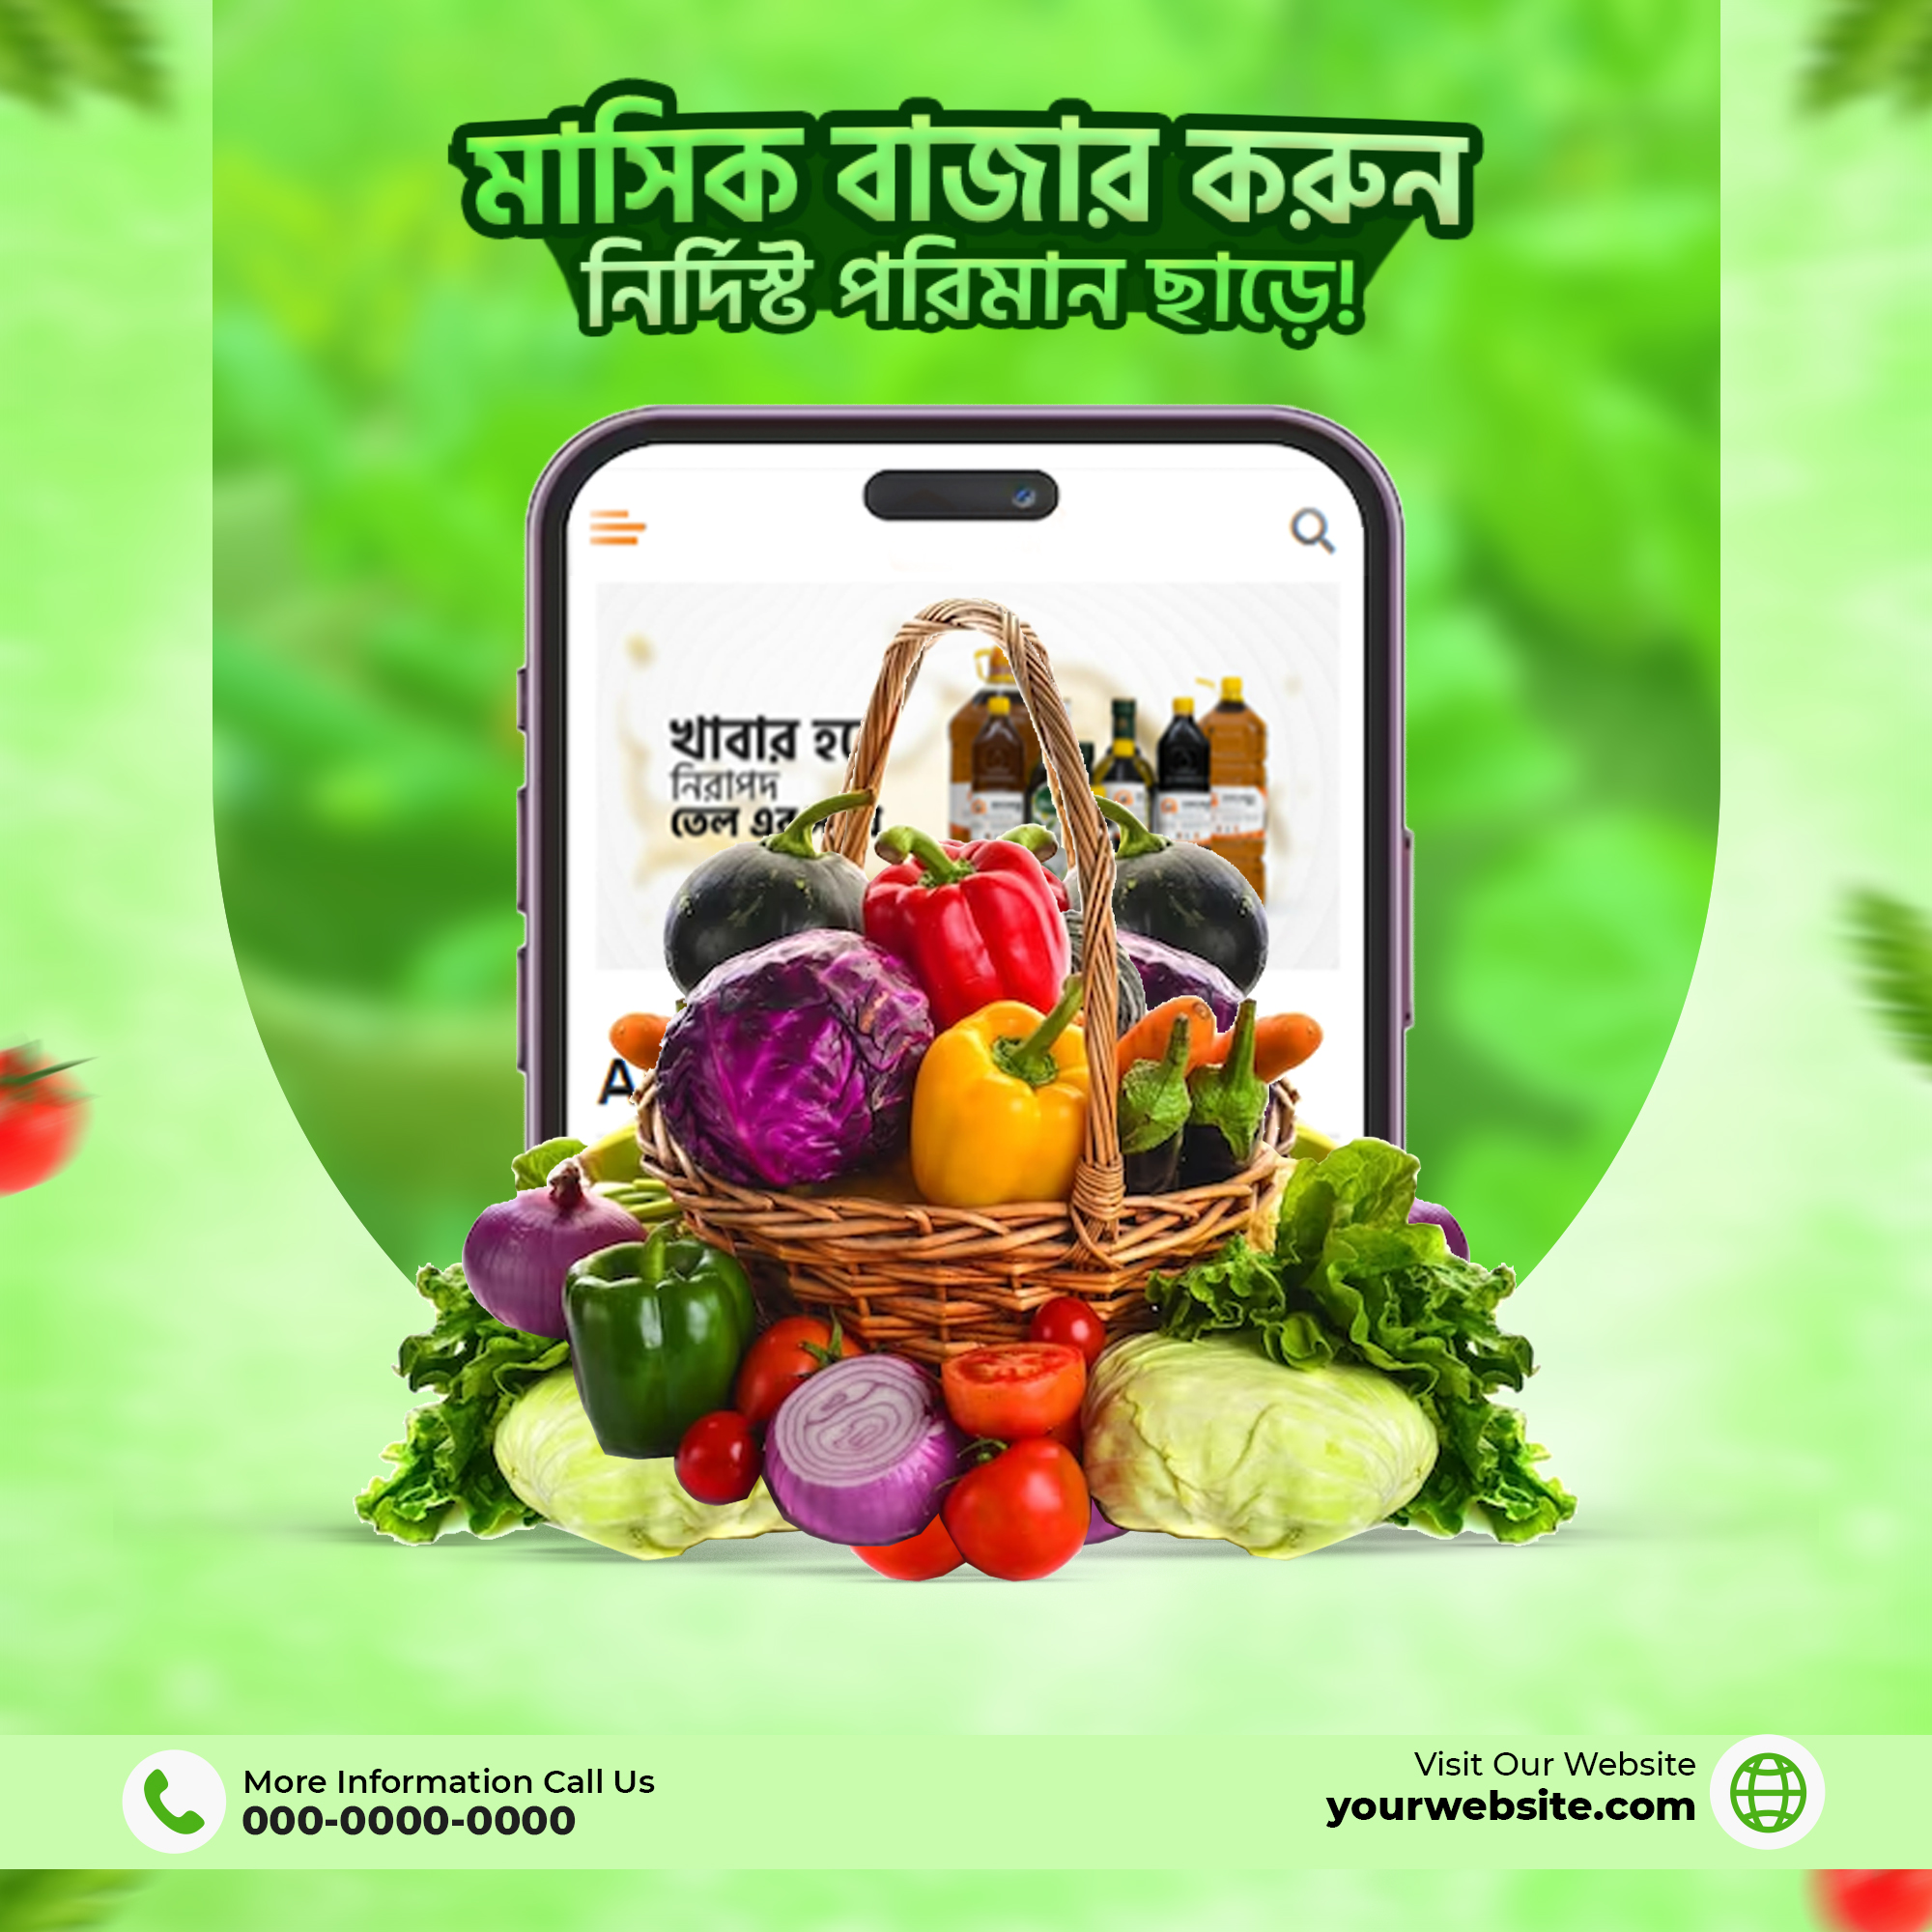 মাসিক বাজার করুন
নির্দিস্ট পরিমান ছাড়ে!
খাবার
নিরাপদ
তেল
A
More Information Call Us
000-0000-0000
Visit Our Website
yourwebsite.com